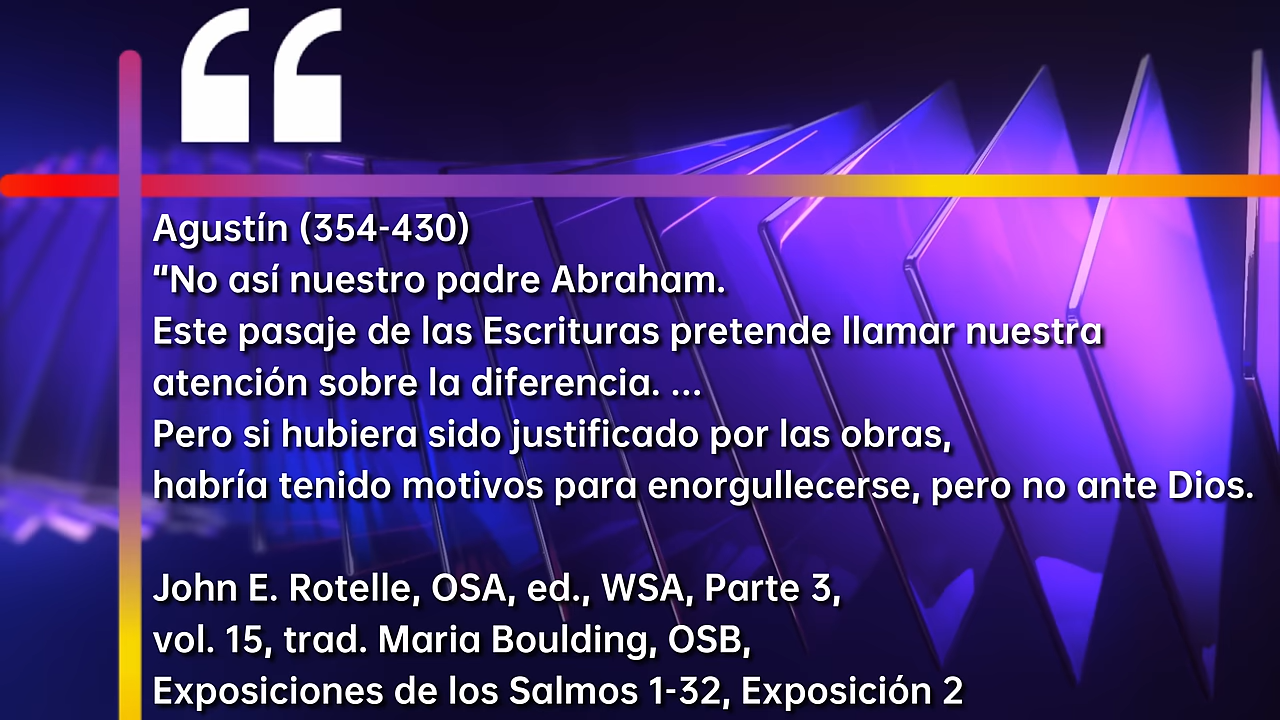 “
Agustín (354-430)
“No así nuestro padre Abraham.
Este pasaje de las Escrituras pretende llamar nuestra
atención sobre la diferencia. ...
Pero si hubiera sido justificado por las obras,
habría tenido motivos para enorgullecerse, pero no ante Dios.
John E. Rotelle, OSA, ed., WSA, Parte 3,
vol. 15, trad. Maria Boulding, OSB,
Exposiciones de los Salmos 1-32, Exposición 2